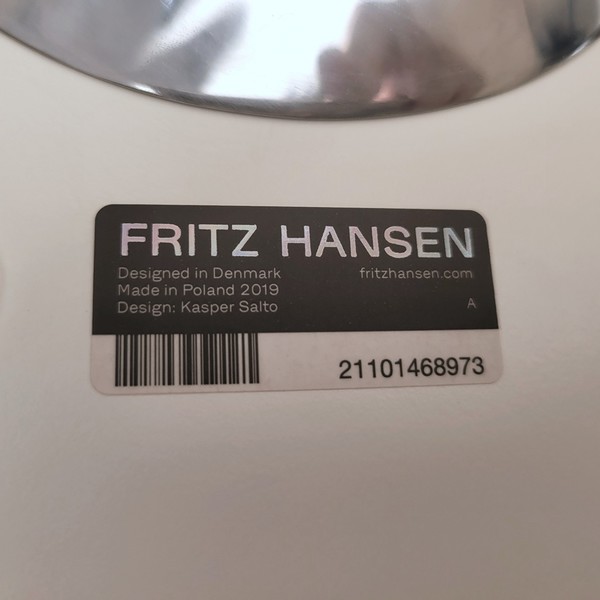 FRITZ HANSEN
Designed in Denmark fritzhansen.com
Made in Poland 2019
Design: Kasper Salto A
21101468973